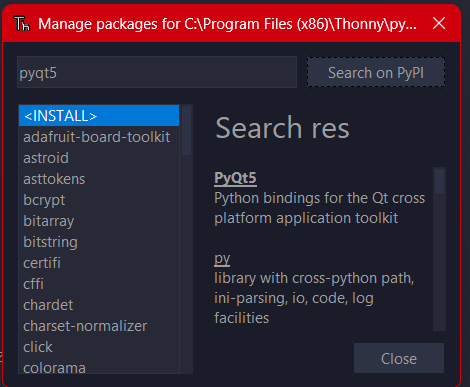 Th Manage packages for C:\Program Files (x86)\Thonny\py...
pyqt5
Search on PyPI
<INSTALL>
adafruit-board-toolkit
astroid
asttokens
bcrypt
bitarray
bitstring
certifi
cffi
chardet
charset-normalizer
click
colorama
Search res
PyQt5
Python bindings for the Qt cross
platform application toolkit
py
library with cross-python path,
ini-parsing, io, code, log
facilities
Close